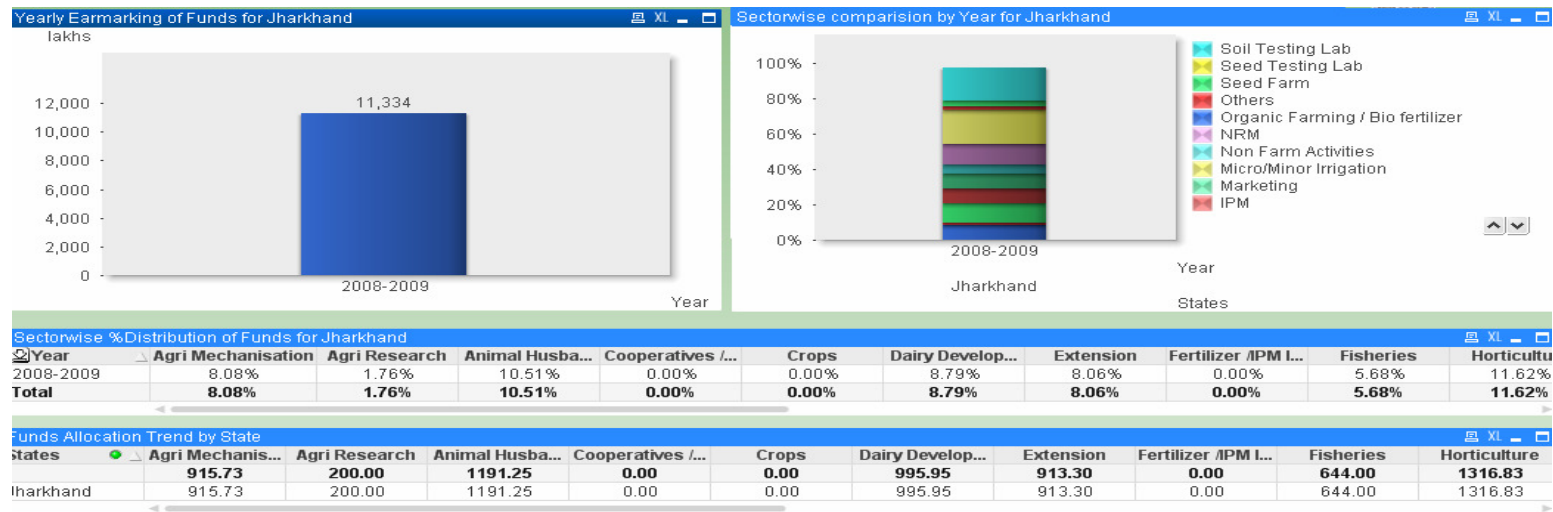 Yearly Earmarking of Funds for Jharkhand XL
lakhs
12,000
10,000
8,000
6,000
4,000
2,000
0
11,334
2008-2009
Year
Sectorwise comparision by Year for Jharkhand XL
100%
80%
60%
40%
20%
0%
2008-2009
Jharkhand
Year
States
Soil Testing Lab
Seed Testing Lab
Seed Farm
Others
Organic Farming / Bio fertilizer
NRM
Non Farm Activities
Micro/Minor Irrigation
Marketing
IPM
Sectorwise %Distribution of Funds for Jharkhand XL
Year Agri Mechanisation Agri Research Animal Husba... Cooperatives /... Crops Dairy Develop... Extension Fertilizer /IPM I... Fisheries Horticultu
2008-2009 8.08% 1.76% 10.51% 0.00% 0.00% 8.79% 8.06% 0.00% 5.68% 11.62%
Total 8.08% 1.76% 10.51% 0.00% 0.00% 8.79% 8.06% 0.00% 5.68% 11.62%
Funds Allocation Trend by State XL
States Agri Mechanis... Agri Research Animal Husba... Cooperatives /... Crops Dairy Develop... Extension Fertilizer /IPM I... Fisheries Horticulture
915.73 200.00 1191.25 0.00 0.00 995.95 913.30 0.00 644.00 1316.83
Jharkhand 915.73 200.00 1191.25 0.00 0.00 995.95 913.30 0.00 644.00 1316.83